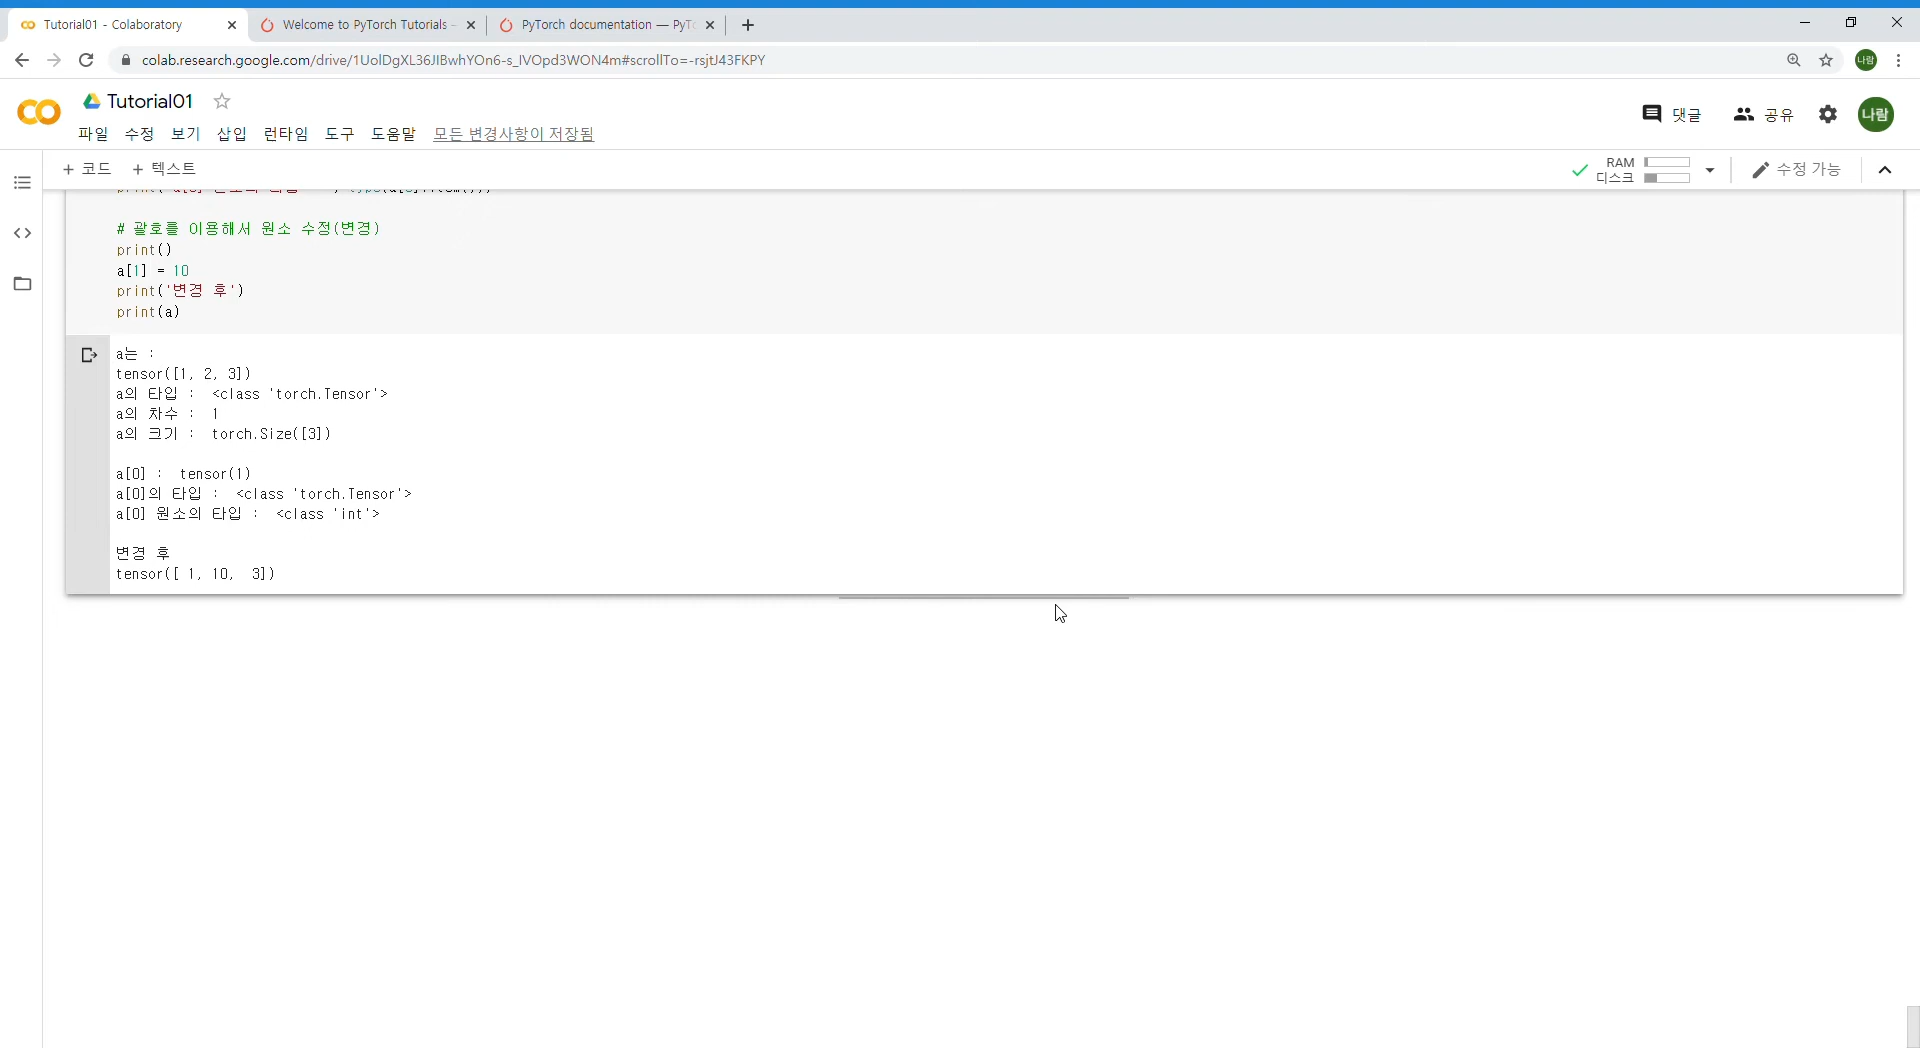 Tutorial01 - Colaboratory
Welcome to PyTorch Tutorials -
PyTorch documentation — PyTo
colab.research.google.com/drive/1UolDgXL36JIBwhYOn6-s_IVOpd3WON4m#scrollTo=-rsjtJ43FKPY
나람
Tutorial01
댓글
공유
나람
파일 수정 보기 삽입 런타임 도구 도움말 모든 변경사항이 저장됨
+ 코드 + 텍스트
RAM
디스크
수정 가능
# 괄호를 이용해서 원소 수정(변경)
print()
a[1] = 10
print('변경 후')
print(a)
a는 :
tensor([1, 2, 3])
a의 타입 : <class 'torch.Tensor'>
a의 차수 : 1
a의 크기 : torch.Size([3])
a[0] : tensor(1)
a[0]의 타입 : <class 'torch.Tensor'>
a[0] 원소의 타입 : <class 'int'>
변경 후
tensor([ 1, 10, 3])